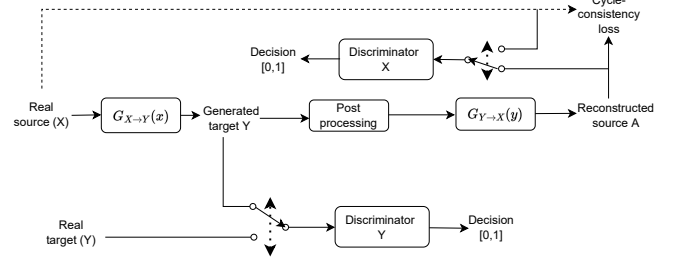 Cycle-
consistency
loss
Decision
[0,1]
Discriminator
X
Real
source (X)
G_{X→Y}(x)
Generated
target Y
Post
processing
G_{Y→X}(y)
Reconstructed
source A
Real
target (Y)
Discriminator
Y
Decision
[0,1]